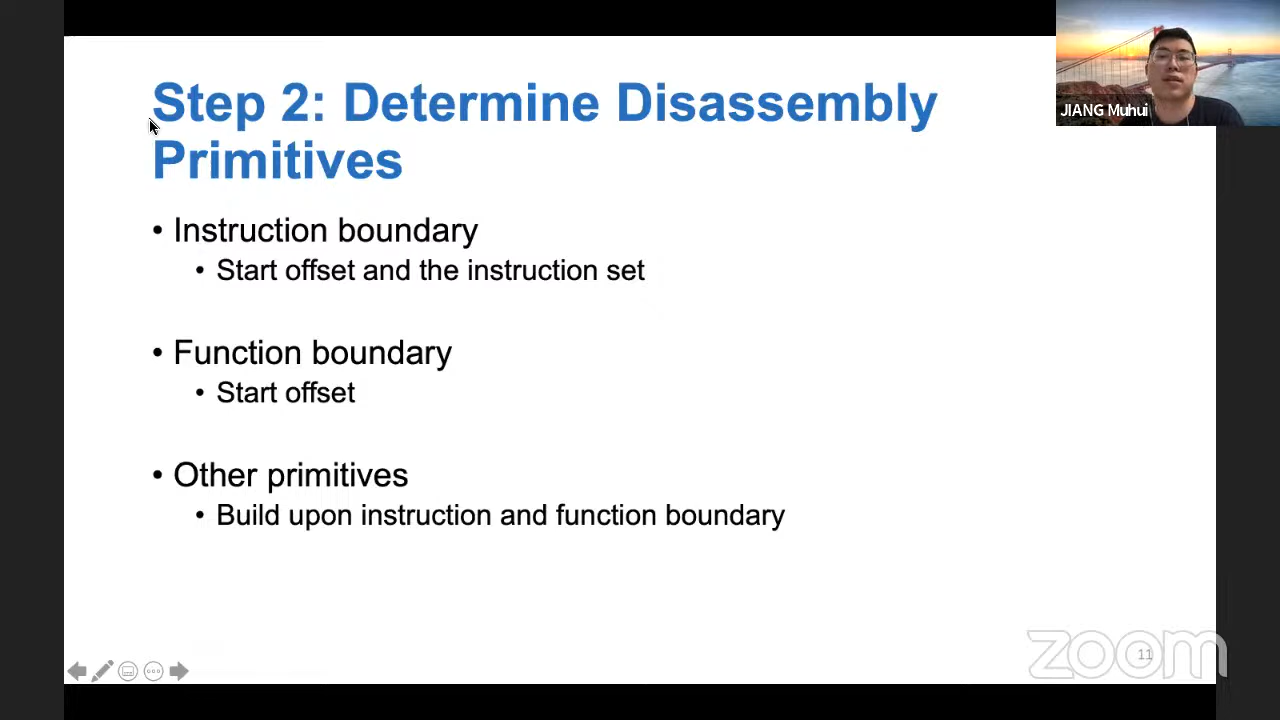 Step 2: Determine Disassembly
Primitives
• Instruction boundary
• Start offset and the instruction set
• Function boundary
• Start offset
• Other primitives
• Build upon instruction and function boundary
JIANG Muhui
zoom
11